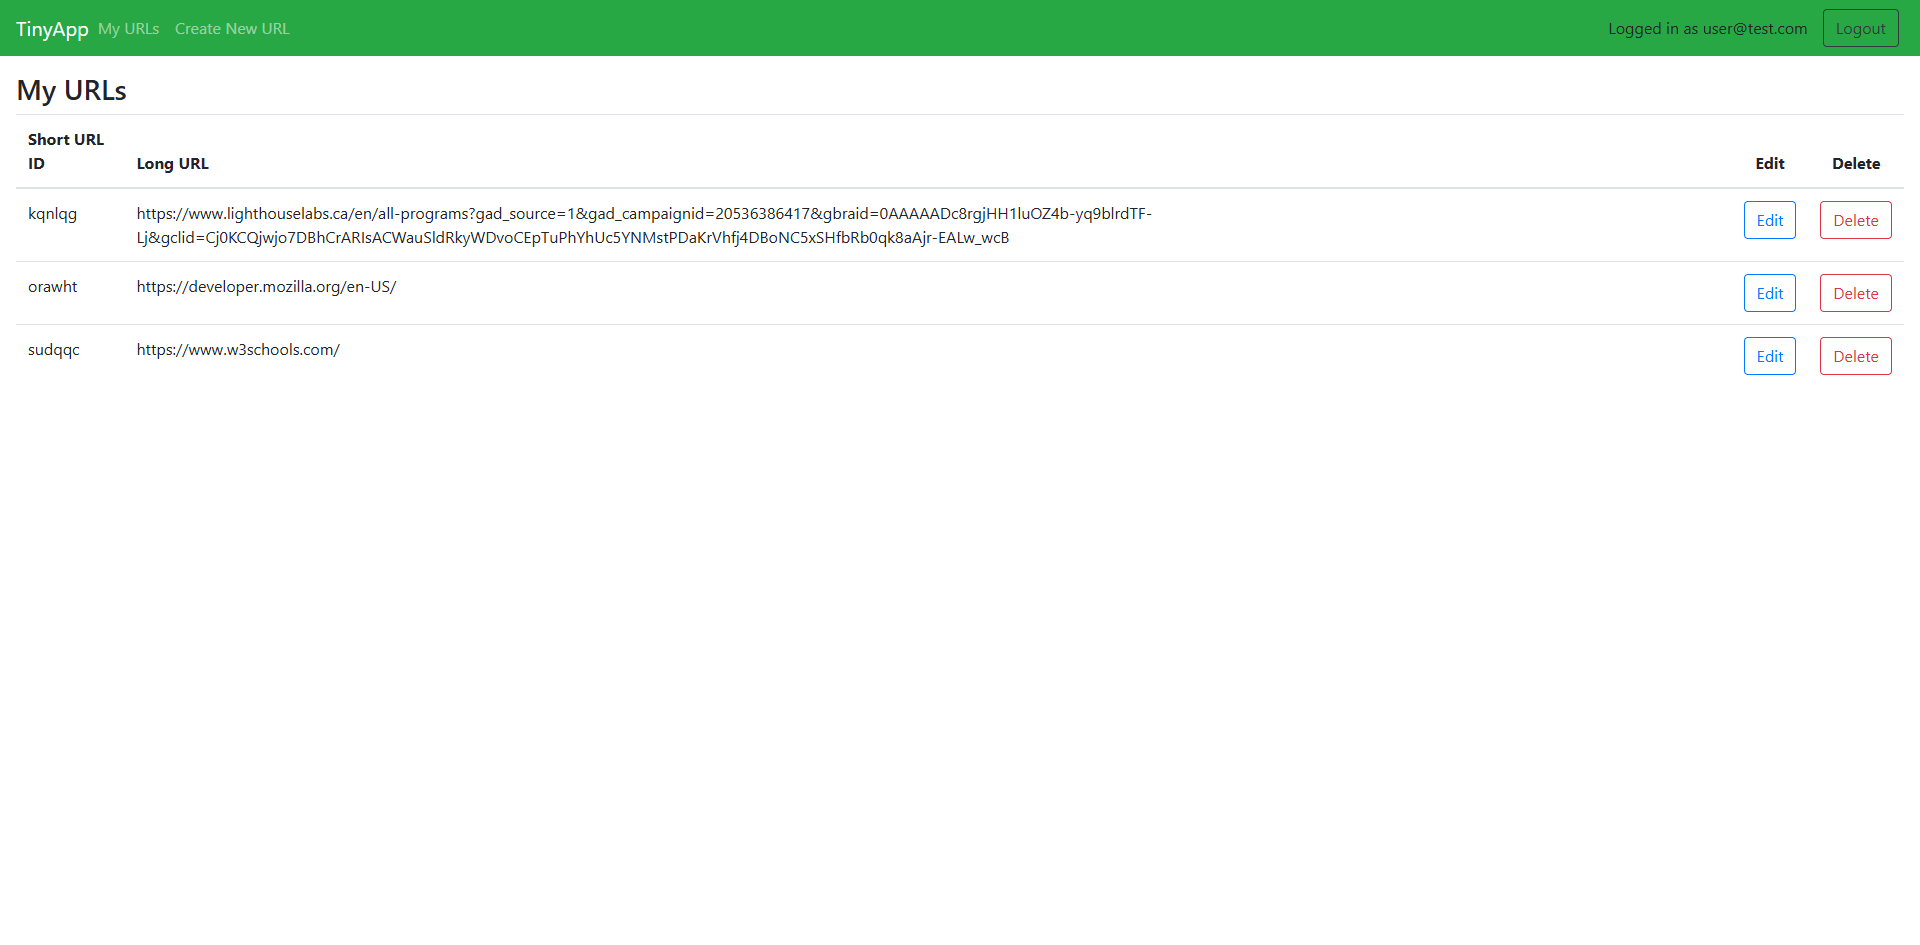 TinyApp My URLs Create New URL Logged in as user@test.com Logout
My URLs
Short URL
ID Long URL Edit Delete
kqnlqg https://www.lighthouselabs.ca/en/all-programs?gad_source=1&gad_campaignid=20536386417&gbraid=0AAAAADc8rgjHH1luOZ4b-yq9blrdTF- Edit Delete
Lj&gclid=Cj0KCQjwjo7DBhCrARIsACWauSldRkyWDvoCEpTuPhYhUc5YNMstPDaKrVhfj4DBoNC5xSHfbRb0qk8aAjr-EALw_wcB
orawht https://developer.mozilla.org/en-US/ Edit Delete
sudqqc https://www.w3schools.com/ Edit Delete